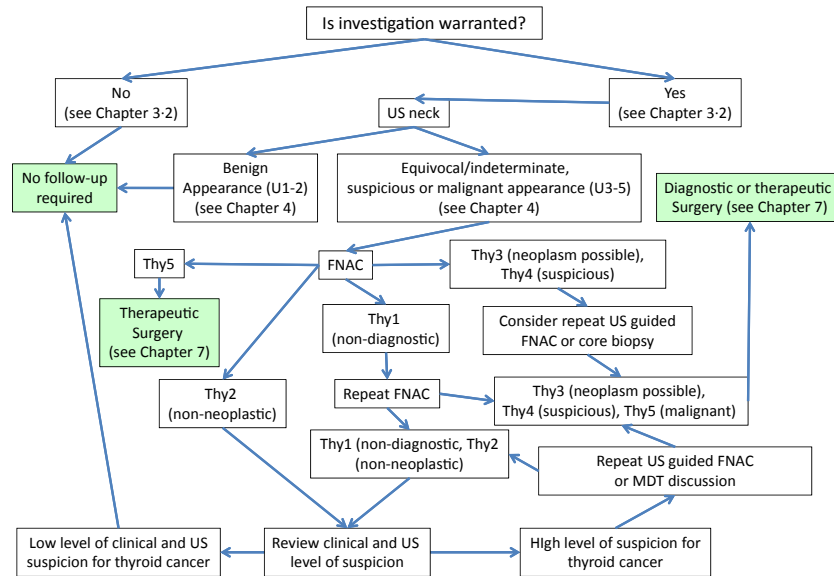 Is investigation warranted?
No
(see Chapter 3·2)
Yes
(see Chapter 3·2)
US neck
No follow-up
required
Benign
Appearance (U1-2)
(see Chapter 4)
Equivocal/indeterminate,
suspicious or malignant appearance (U3-5)
(see Chapter 4)
Diagnostic or therapeutic
Surgery (see Chapter 7)
Thy5
FNAC
Thy3 (neoplasm possible),
Thy4 (suspicious)
Therapeutic
Surgery
(see Chapter 7)
Thy1
(non-diagnostic)
Consider repeat US guided
FNAC or core biopsy
Thy2
(non-neoplastic)
Repeat FNAC
Thy3 (neoplasm possible),
Thy4 (suspicious), Thy5 (malignant)
Thy1 (non-diagnostic, Thy2
(non-neoplastic)
Repeat US guided FNAC
or MDT discussion
Low level of clinical and US
suspicion for thyroid cancer
Review clinical and US
level of suspicion
HIgh level of suspicion for
thyroid cancer